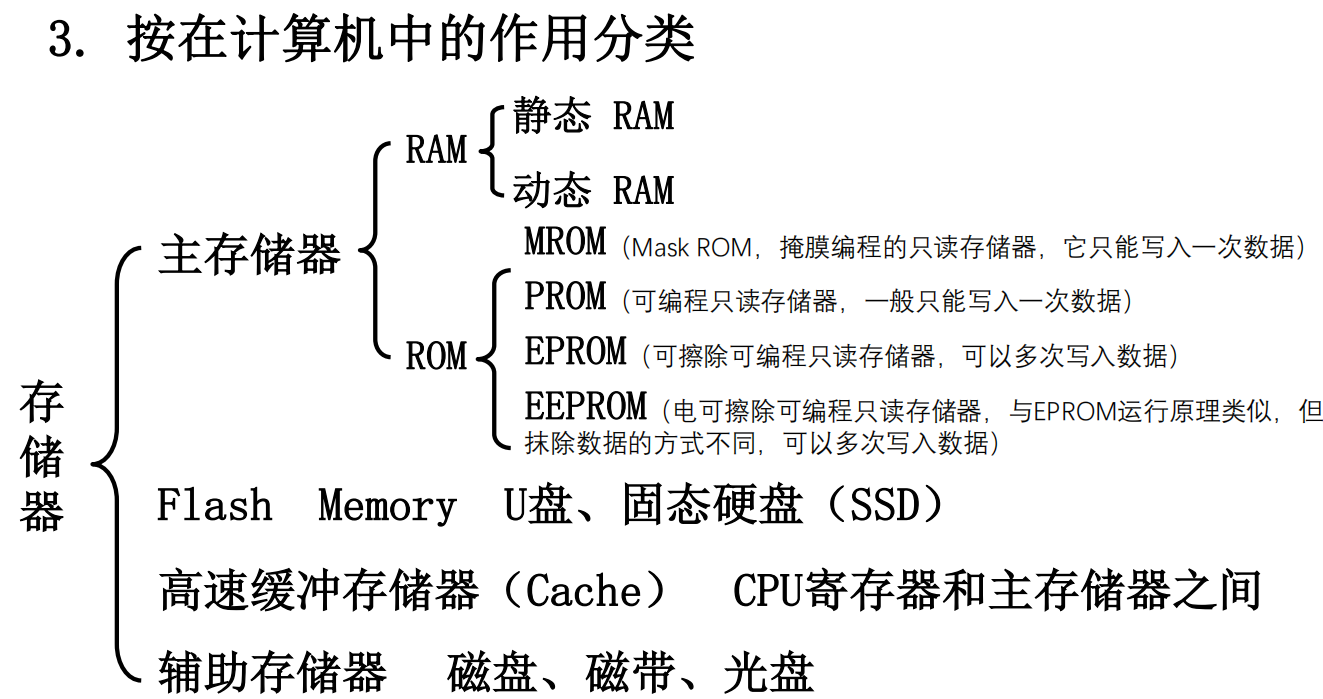 3. 按在计算机中的作用分类
静态 RAM
RAM
动态 RAM
主存储器
MROM（Mask ROM，掩膜编程的只读存储器，它只能写入一次数据）
PROM（可编程只读存储器，一般只能写入一次数据）
ROM
EPROM（可擦除可编程只读存储器，可以多次写入数据）
EEPROM（电可擦除可编程只读存储器，与EPROM运行原理类似，但
抹除数据的方式不同，可以多次写入数据）
存储器
Flash Memory U盘、固态硬盘（SSD）
高速缓冲存储器（Cache） CPU寄存器和主存储器之间
辅助存储器 磁盘、磁带、光盘